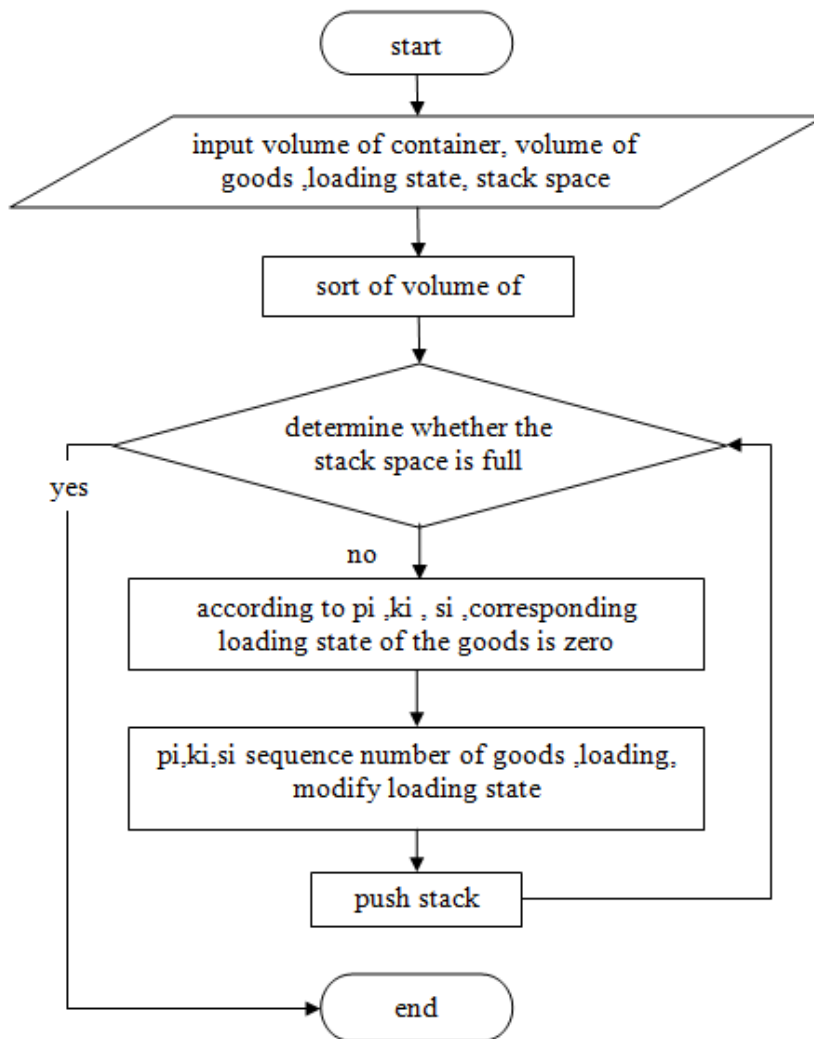 start
input volume of container, volume of
goods ,loading state, stack space
sort of volume of
determine whether the
stack space is full
yes
no
according to pi ,ki , si ,corresponding
loading state of the goods is zero
pi,ki,si sequence number of goods ,loading,
modify loading state
push stack
end